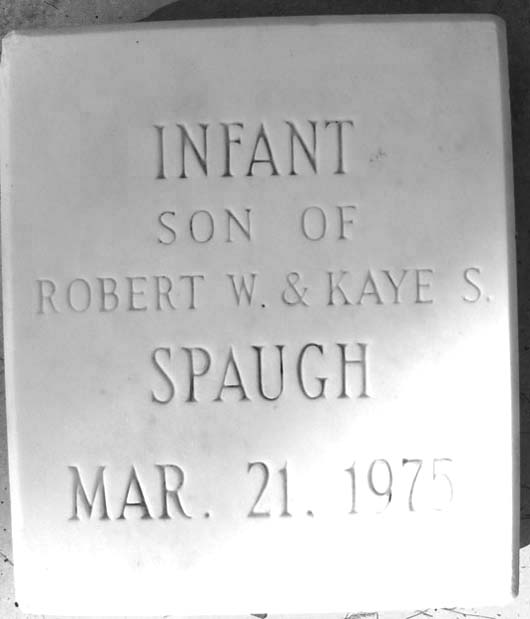 INFANT
SON OF
ROBERT W. & KAYE S.
SPAUGH
MAR. 21. 1975